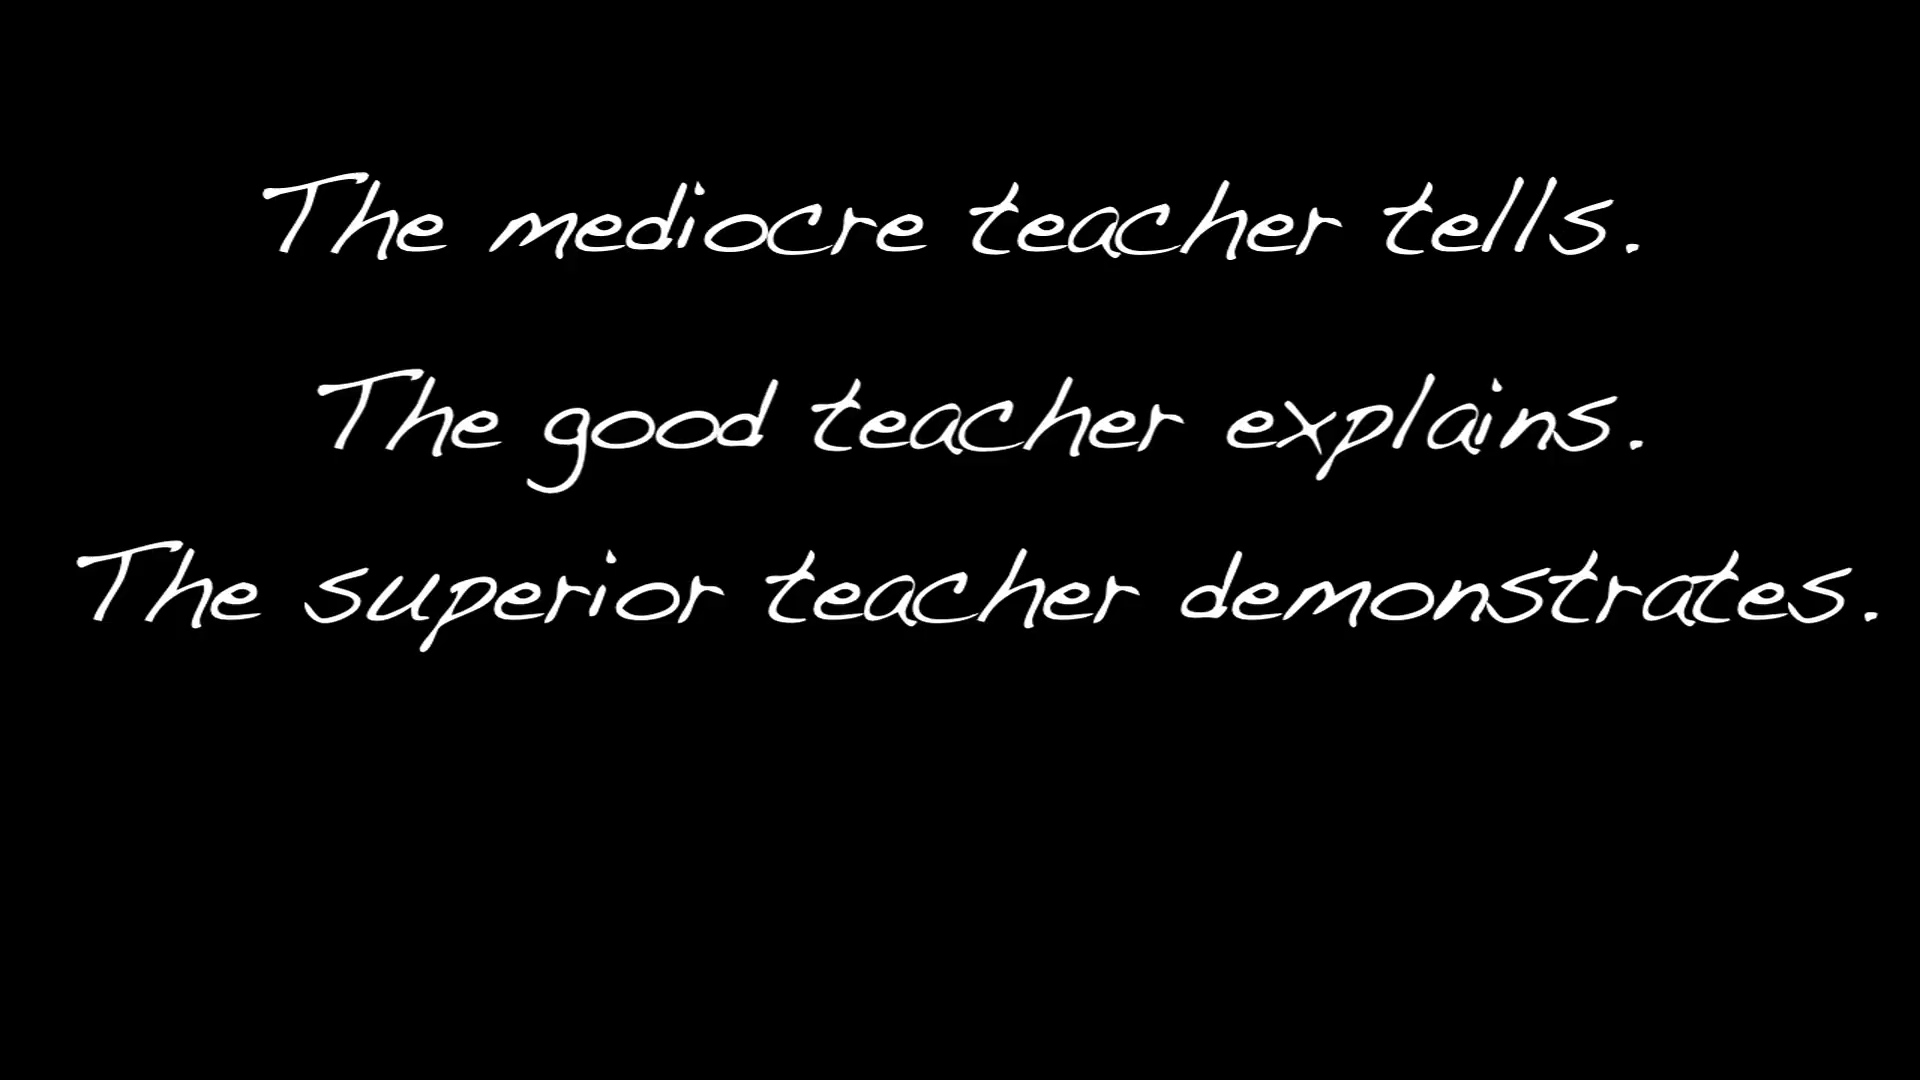 The mediocre teacher tells.
The good teacher explains.
The superior teacher demonstrates.